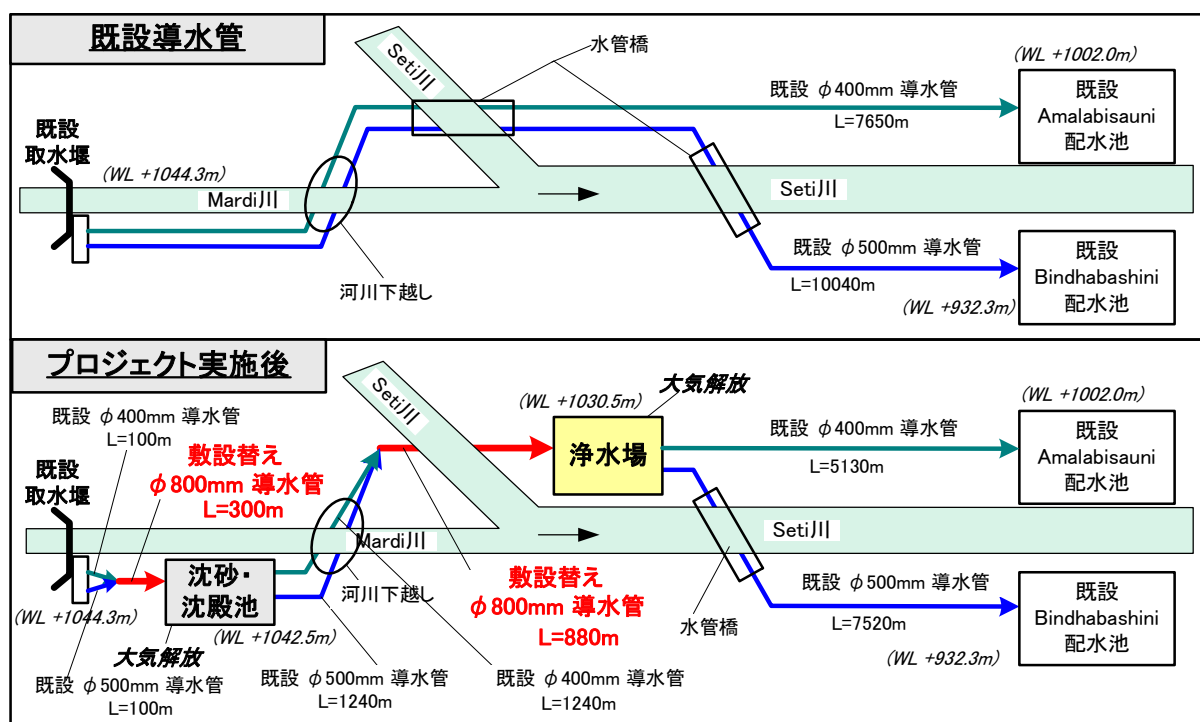 既設導水管
Seti川
水管橋
(WL +1002.0m)
既設 φ400mm 導水管
L=7650m
既設
Amalabisauni
配水池
既設
取水堰
(WL +1044.3m)
Mardi川
Seti川
既設 φ500mm 導水管
L=10040m
河川下越し
(WL +932.3m)
既設
Bindhabashini
配水池
プロジェクト実施後
Seti川
大気解放
(WL +1030.5m)
(WL +1002.0m)
既設 φ400mm 導水管
L=100m
既設 φ400mm 導水管
L=5130m
浄水場
既設
Amalabisauni
配水池
敷設替え
φ800mm 導水管
L=300m
既設
取水堰
Mardi川
Seti川
沈砂・
沈殿池
河川下越し
敷設替え
φ800mm 導水管
L=880m
既設 φ500mm 導水管
L=7520m
既設
Bindhabashini
配水池
(WL +1044.3m)
(WL +1042.5m)
水管橋
(WL +932.3m)
大気解放
既設 φ500mm 導水管
L=100m
既設 φ500mm 導水管
L=1240m
既設 φ400mm 導水管
L=1240m